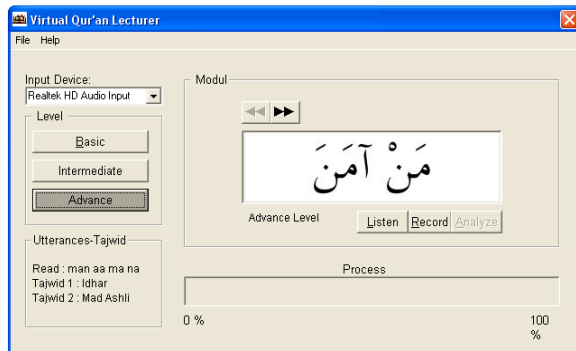 Virtual Qur'an Lecturer
File Help
Input Device:
Realtek HD Audio Input
Level
Basic
Intermediate
Advance
Utterances-Tajwid
Read : man aa ma na
Tajwid 1 : Idhar
Tajwid 2 : Mad Ashli
Modul
مَنْ آمَنَ
Advance Level
Listen Record Analyze
Process
0 %
100
%